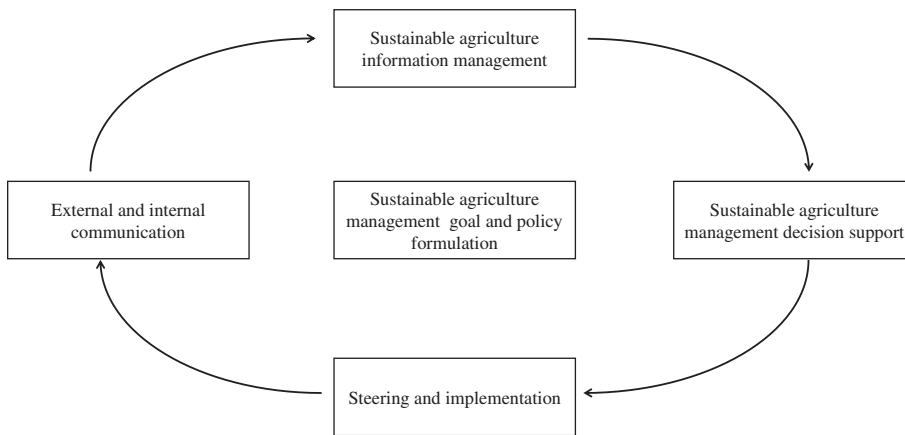 Sustainable agriculture
information management
External and internal
communication
Sustainable agriculture
management goal and policy
formulation
Sustainable agriculture
management decision support
Steering and implementation